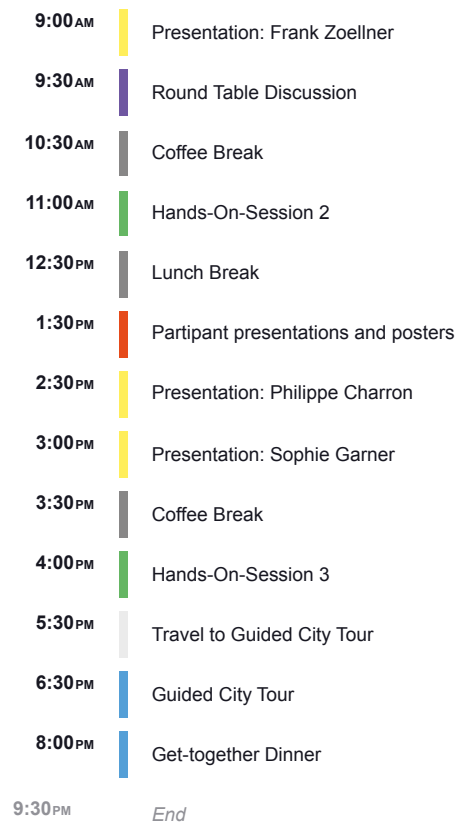 9:00AM Presentation: Frank Zoellner
9:30AM Round Table Discussion
10:30AM Coffee Break
11:00AM Hands-On-Session 2
12:30PM Lunch Break
1:30PM Partipant presentations and posters
2:30PM Presentation: Philippe Charron
3:00PM Presentation: Sophie Garner
3:30PM Coffee Break
4:00PM Hands-On-Session 3
5:30PM Travel to Guided City Tour
6:30PM Guided City Tour
8:00PM Get-together Dinner
9:30PM End